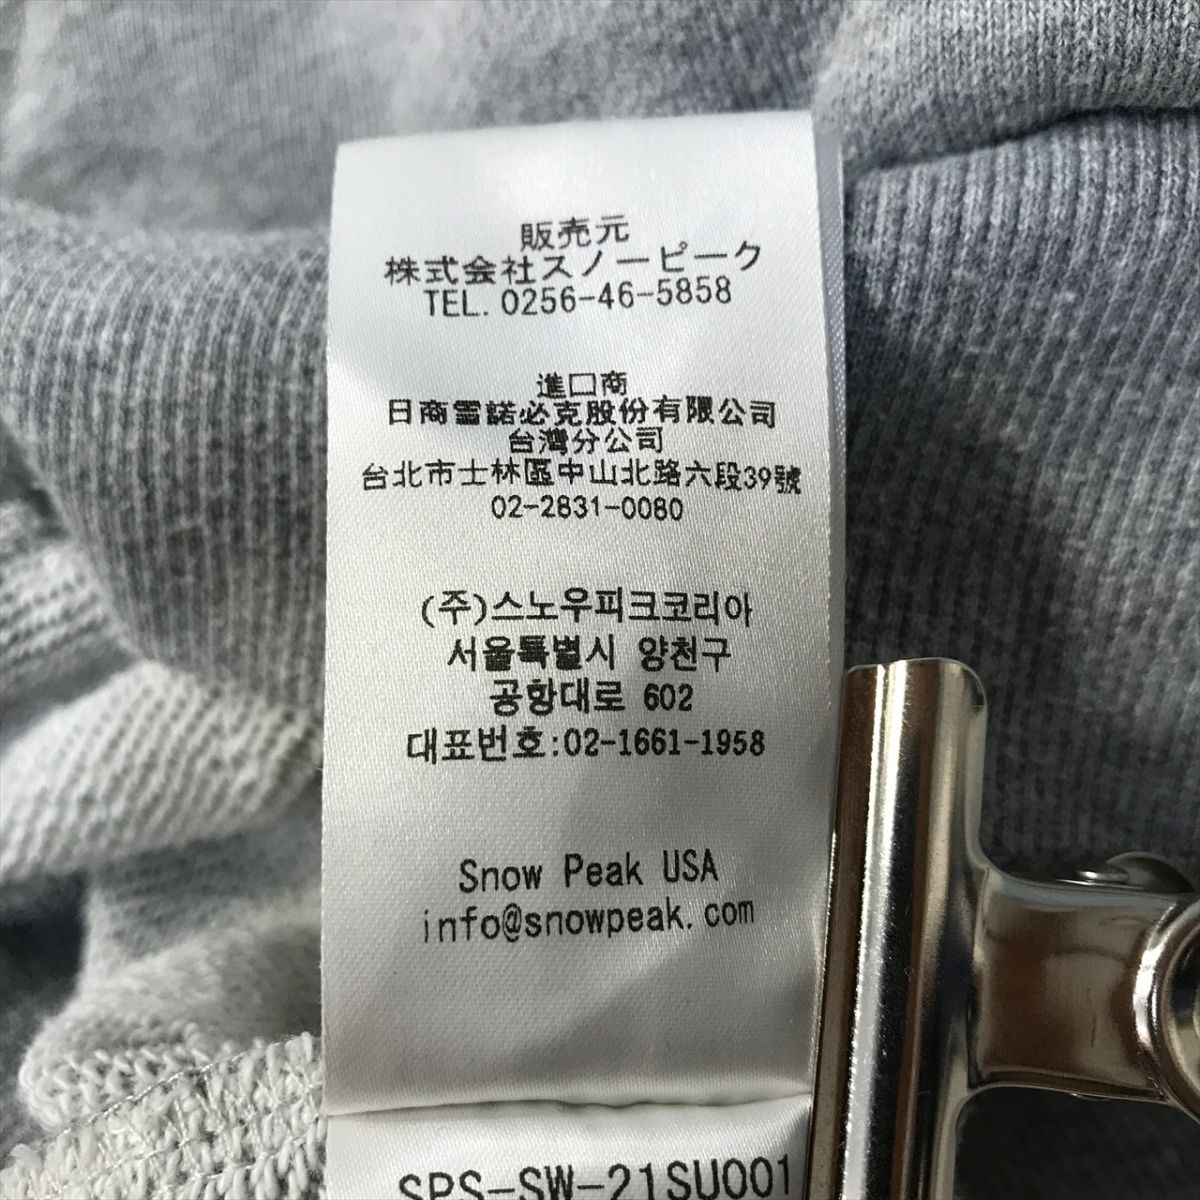 販売元
株式会社スノーピーク
TEL. 0256-46-5858
進口商
日商雪諾必克股份有限公司
台灣分公司
台北市士林區中山北路六段39號
02-2831-0080
(주)스노우피크코리아
서울특별시 양천구
공항대로 602
대표번호:02-1661-1958
Snow Peak USA
info@snowpeak.com
SPS-SW-21SU001